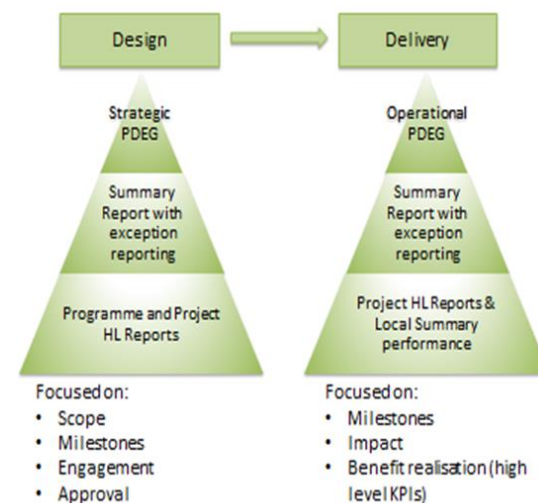 Design
Delivery
Strategic
PDEG
Summary
Report with
exception
reporting
Programme and Project
HL Reports
Focused on:
• Scope
• Milestones
• Engagement
• Approval
Operational
PDEG
Summary
Report with
exception
reporting
Project HL Reports &
Local Summary
performance
Focused on:
• Milestones
• Impact
• Benefit realisation (high
level KPIs)